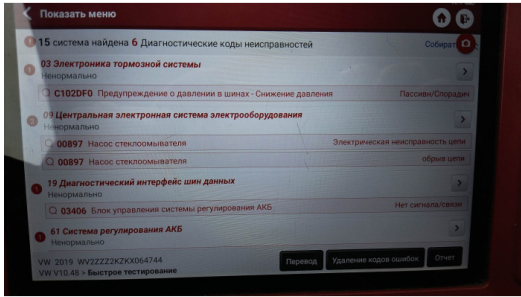 Показать меню
15 система найдена 6 Диагностические коды неисправностей
Собират
03 Электроника тормозной системы
Ненормально
C102DF0 Предупреждение о давлении в шинах - Снижение давления Пассивн/Спорадич
09 Центральная электронная система электрооборудования
Ненормально
00897 Насос стеклоомывателя Электрическая неисправность цепи
00897 Насос стеклоомывателя обрыв цепи
19 Диагностический интерфейс шин данных
Ненормально
03406 Блок управления системы регулирования АКБ Нет сигнала/связи
61 Система регулирования АКБ
Ненормально
VW 2019 WV2ZZZ2KZKX064744
VW V10.48 > Быстрое тестирование
Перевод Удаление кодов ошибок Отчет